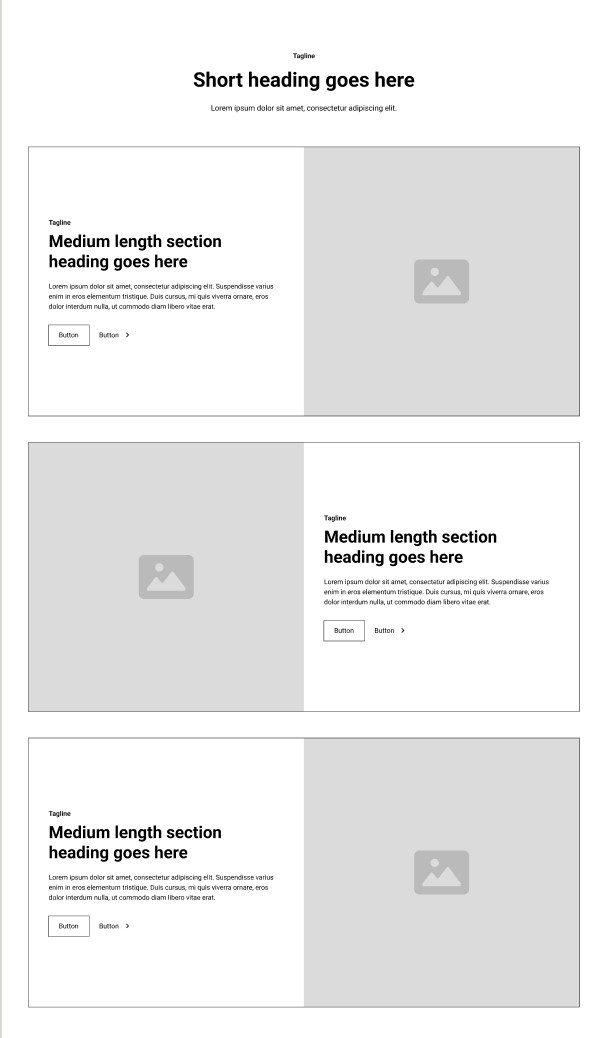 Tagline
Short heading goes here
Lorem ipsum dolor sit amet, consectetur adipiscing elit.
Tagline
Medium length section
heading goes here
Lorem ipsum dolor sit amet, consectetur adipiscing elit. Suspendisse varius
enim in eros elementum tristique. Duis cursus, mi quis viverra ornare, eros
dolor interdum nulla, ut commodo diam libero vitae erat.
Button Button
Tagline
Medium length section
heading goes here
Lorem ipsum dolor sit amet, consectetur adipiscing elit. Suspendisse varius
enim in eros elementum tristique. Duis cursus, mi quis viverra ornare, eros
dolor interdum nulla, ut commodo diam libero vitae erat.
Button Button
Tagline
Medium length section
heading goes here
Lorem ipsum dolor sit amet, consectetur adipiscing elit. Suspendisse varius
enim in eros elementum tristique. Duis cursus, mi quis viverra ornare, eros
dolor interdum nulla, ut commodo diam libero vitae erat.
Button Button